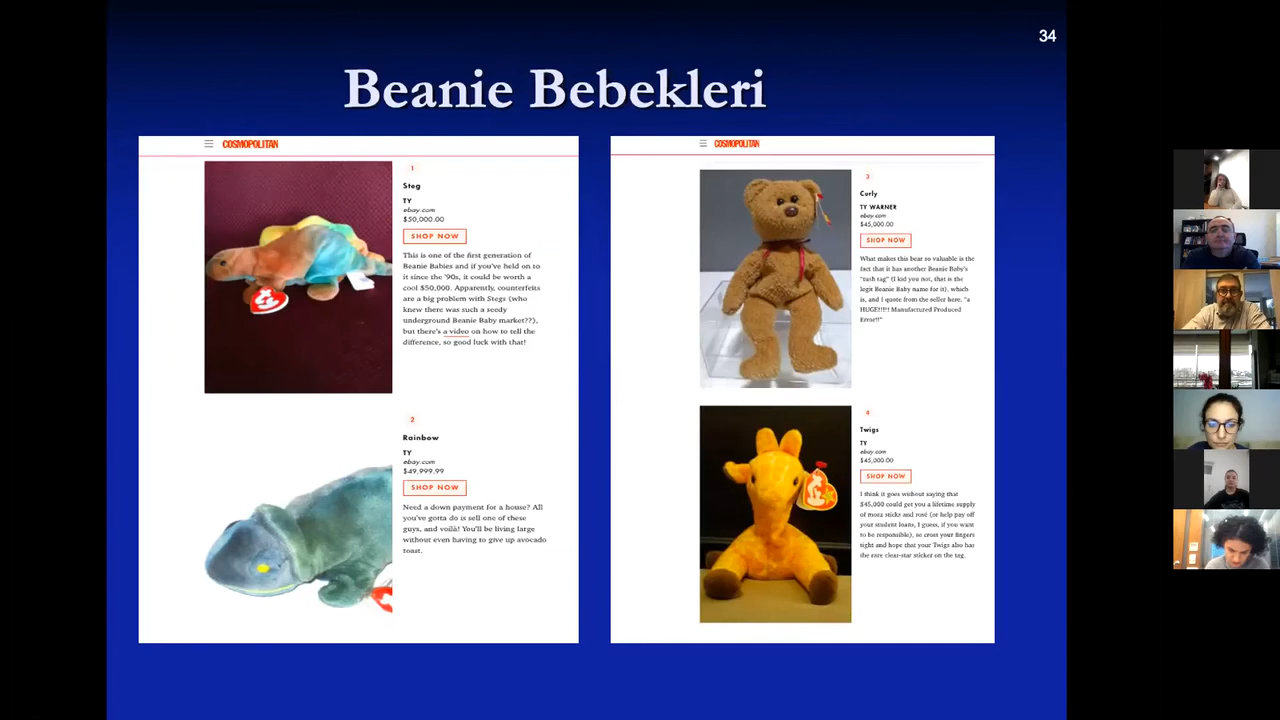 34
Beanie Bebekleri
COSMOPOLITAN
1
Steg
TY
ebay.com
$50,000.00
SHOP NOW
This is one of the first generation of
Beanie Babies and if you've held on to
it since the '90s, it could be worth a
cool $50,000. Apparently, counterfeits
are a big problem with Stegs (who
knew there was such a seedy
underground Beanie Baby market??),
but there's a video on how to tell the
difference, so good luck with that!
2
Rainbow
TY
ebay.com
$49,999.99
SHOP NOW
Need a down payment for a house? All
you've gotta do is sell one of these
guys, and voilà! You'll be living large
without even having to give up avocado
toast.
COSMOPOLITAN
3
Curly
TY WARNER
ebay.com
$45,000.00
SHOP NOW
What makes this bear so valuable is the
fact that it has another Beanie Baby's
"tush tag" (I kid you not, that is the
legit Beanie Baby name for it), which
is, and I quote from the seller here, "a
HUGE!!!!! Manufactured Produced
Error!!"
4
Twigs
TY
ebay.com
$45,000.00
SHOP NOW
I think it goes without saying that
$45,000 could get you a lifetime supply
of mozz sticks and rosé (or help pay off
your student loans, I guess, if you want
to be responsible), so cross your fingers
tight and hope that your Twigs also has
the rare clear-star sticker on the tag.
ty
ty